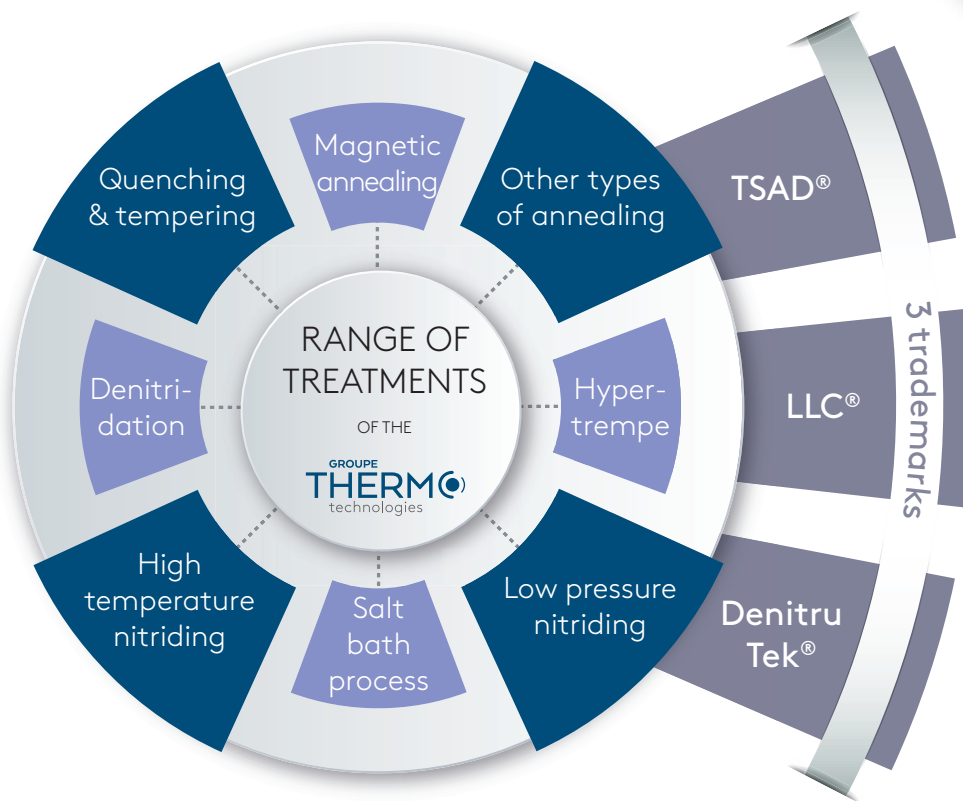 RANGE OF
TREATMENTS
OF THE
GROUPE
THERMO
technologies
Magnetic
annealing
Other types
of annealing
Hyper-
trempe
Low pressure
nitriding
Salt
bath
process
High
temperature
nitriding
Denitri-
dation
Quenching
& tempering
TSAD®
LLC®
Denitru
Tek®
3 trademarks